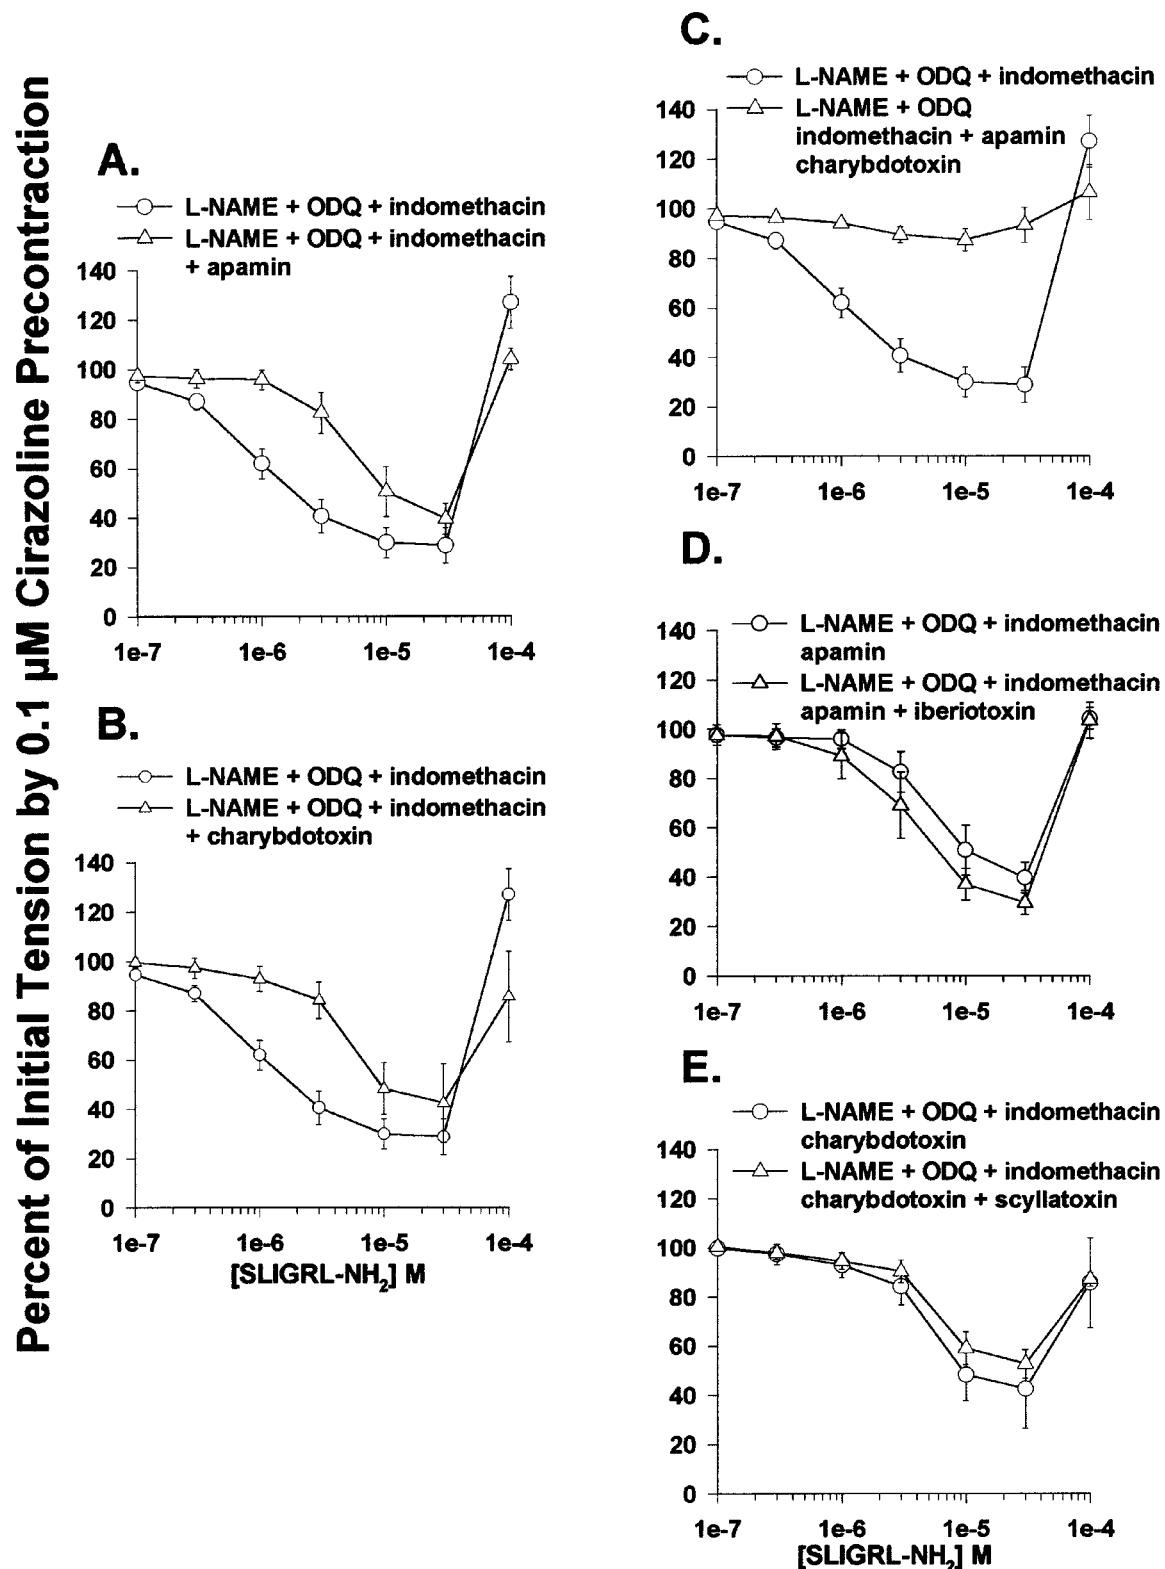 Percent of Initial Tension by 0.1 µM Cirazoline Precontraction
A.
L-NAME + ODQ + indomethacin
L-NAME + ODQ + indomethacin
+ apamin
140
120
100
80
60
40
20
0
1e-7 1e-6 1e-5 1e-4
B.
L-NAME + ODQ + indomethacin
L-NAME + ODQ + indomethacin
+ charybdotoxin
140
120
100
80
60
40
20
0
1e-7 1e-6 1e-5 1e-4
[SLIGRL-NH2] M
C.
L-NAME + ODQ + indomethacin
L-NAME + ODQ
indomethacin + apamin
charybdotoxin
140
120
100
80
60
40
20
0
1e-7 1e-6 1e-5 1e-4
D.
L-NAME + ODQ + indomethacin
apamin
L-NAME + ODQ + indomethacin
apamin + iberiotoxin
140
120
100
80
60
40
20
0
1e-7 1e-6 1e-5 1e-4
E.
L-NAME + ODQ + indomethacin
charybdotoxin
L-NAME + ODQ + indomethacin
charybdotoxin + scyllatoxin
140
120
100
80
60
40
20
0
1e-7 1e-6 1e-5 1e-4
[SLIGRL-NH2] M